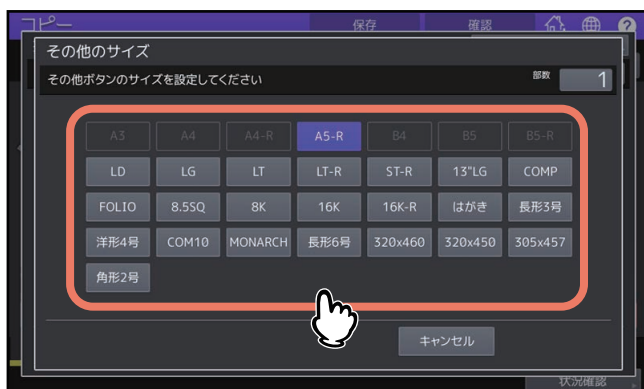 コピー 保存 確認
その他のサイズ
その他ボタンのサイズを設定してください 部数 1
A3 A4 A4-R A5-R B4 B5 B5-R
LD LG LT LT-R ST-R 13"LG COMP
FOLIO 8.5SQ 8K 16K 16K-R はがき 長形3号
洋形4号 COM10 MONARCH 長形6号 320x460 320x450 305x457
角形2号
キャンセル
状況確認